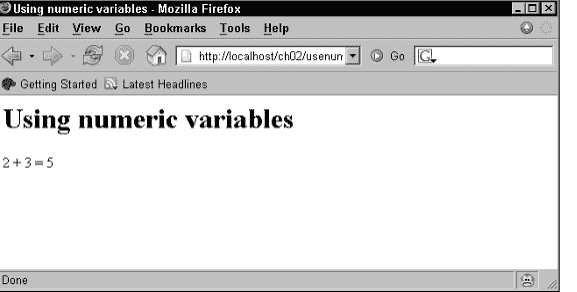 Using numeric variables - Mozilla Firefox
File Edit View Go Bookmarks Tools Help
http://localhost/ch02/usenum Go G
Getting Started Latest Headlines
Using numeric variables
2 + 3 = 5
Done